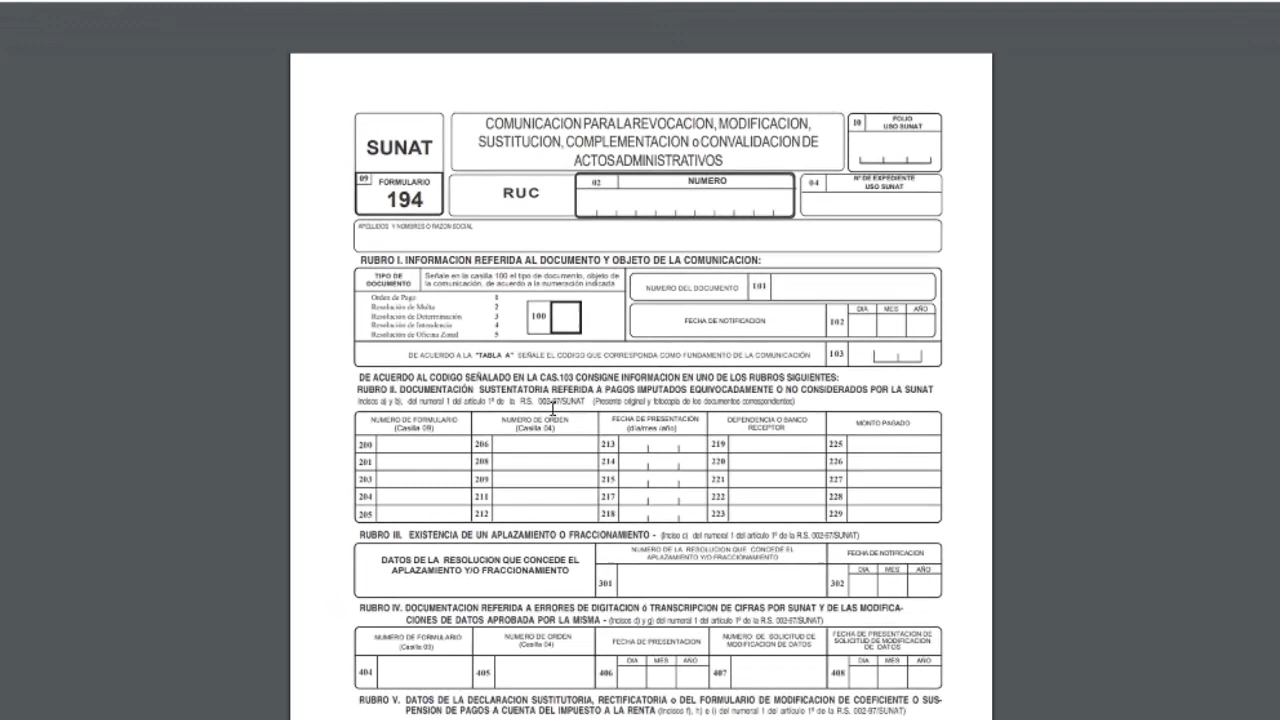 SUNAT
COMUNICACION PARA LA REVOCACION, MODIFICACION,
SUSTITUCION, COMPLEMENTACION o CONVALIDACION DE
ACTOS ADMINISTRATIVOS
10 FOLIO
USO SUNAT
09 FORMULARIO
194
RUC
02 NUMERO
04 Nº DE EXPEDIENTE
USO SUNAT
APELLIDOS Y NOMBRES O RAZON SOCIAL
RUBRO I. INFORMACION REFERIDA AL DOCUMENTO Y OBJETO DE LA COMUNICACION:
TIPO DE
DOCUMENTO
Señale en la casilla 100 el tipo de documento, objeto de
la comunicación, de acuerdo a la numeración indicada
Orden de Pago 1
Resolución de Multa 2
Resolución de Determinación 3
Resolución de Intendencia 4
Resolución de Oficina Zonal 5
100
NUMERO DEL DOCUMENTO 101
FECHA DE NOTIFICACION 102 DIA MES AÑO
DE ACUERDO A LA "TABLA A" SEÑALE EL CODIGO QUE CORRESPONDA COMO FUNDAMENTO DE LA COMUNICACIÓN 103
DE ACUERDO AL CODIGO SEÑALADO EN LA CAS.103 CONSIGNE INFORMACION EN UNO DE LOS RUBROS SIGUIENTES:
RUBRO II. DOCUMENTACIÓN SUSTENTATORIA REFERIDA A PAGOS IMPUTADOS EQUIVOCADAMENTE O NO CONSIDERADOS POR LA SUNAT
Incisos a) y b), del numeral 1 del artículo 1º de la R.S. 002-97/SUNAT (Presente original y fotocopia de los documentos correspondientes)
NUMERO DE FORMULARIO
(Casilla 09)
NUMERO DE ORDEN
(Casilla 04)
FECHA DE PRESENTACIÓN
(día/mes /año)
DEPENDENCIA O BANCO
RECEPTOR
MONTO PAGADO
200 206 213 219 225
201 208 214 220 226
203 209 215 221 227
204 211 217 222 228
205 212 218 223 229
RUBRO III. EXISTENCIA DE UN APLAZAMIENTO O FRACCIONAMIENTO - (Inciso c) del numeral 1 del artículo 1º de la R.S. 002-97/SUNAT)
DATOS DE LA RESOLUCION QUE CONCEDE EL
APLAZAMIENTO Y/O FRACCIONAMIENTO
NUMERO DE LA RESOLUCION QUE CONCEDE EL
APLAZAMIENTO Y/O FRACCIONAMIENTO
301
FECHA DE NOTIFICACION
302 DIA MES AÑO
RUBRO IV. DOCUMENTACION REFERIDA A ERRORES DE DIGITACION ó TRANSCRIPCION DE CIFRAS POR SUNAT Y DE LAS MODIFICA-
CIONES DE DATOS APROBADA POR LA MISMA - (Incisos d) y g) del numeral 1 del artículo 1º de la R.S. 002-97/SUNAT)
NUMERO DE FORMULARIO
(Casilla 09)
NUMERO DE ORDEN
(Casilla 04)
FECHA DE PRESENTACION
NUMERO DE SOLICITUD DE
MODIFICACION DE DATOS
FECHA DE PRESENTACION DE
SOLICITUD DE MODIFICACION
DE DATOS
DIA MES AÑO DIA MES AÑO
404 405 406 407 408
RUBRO V. DATOS DE LA DECLARACION SUSTITUTORIA, RECTIFICATORIA o DEL FORMULARIO DE MODIFICACION DE COEFICIENTE O SUS-
PENSION DE PAGOS A CUENTA DEL IMPUESTO A LA RENTA (Incisos f), h) e i) del numeral 1 del artículo 1º de la R.S. 002-97/SUNAT)